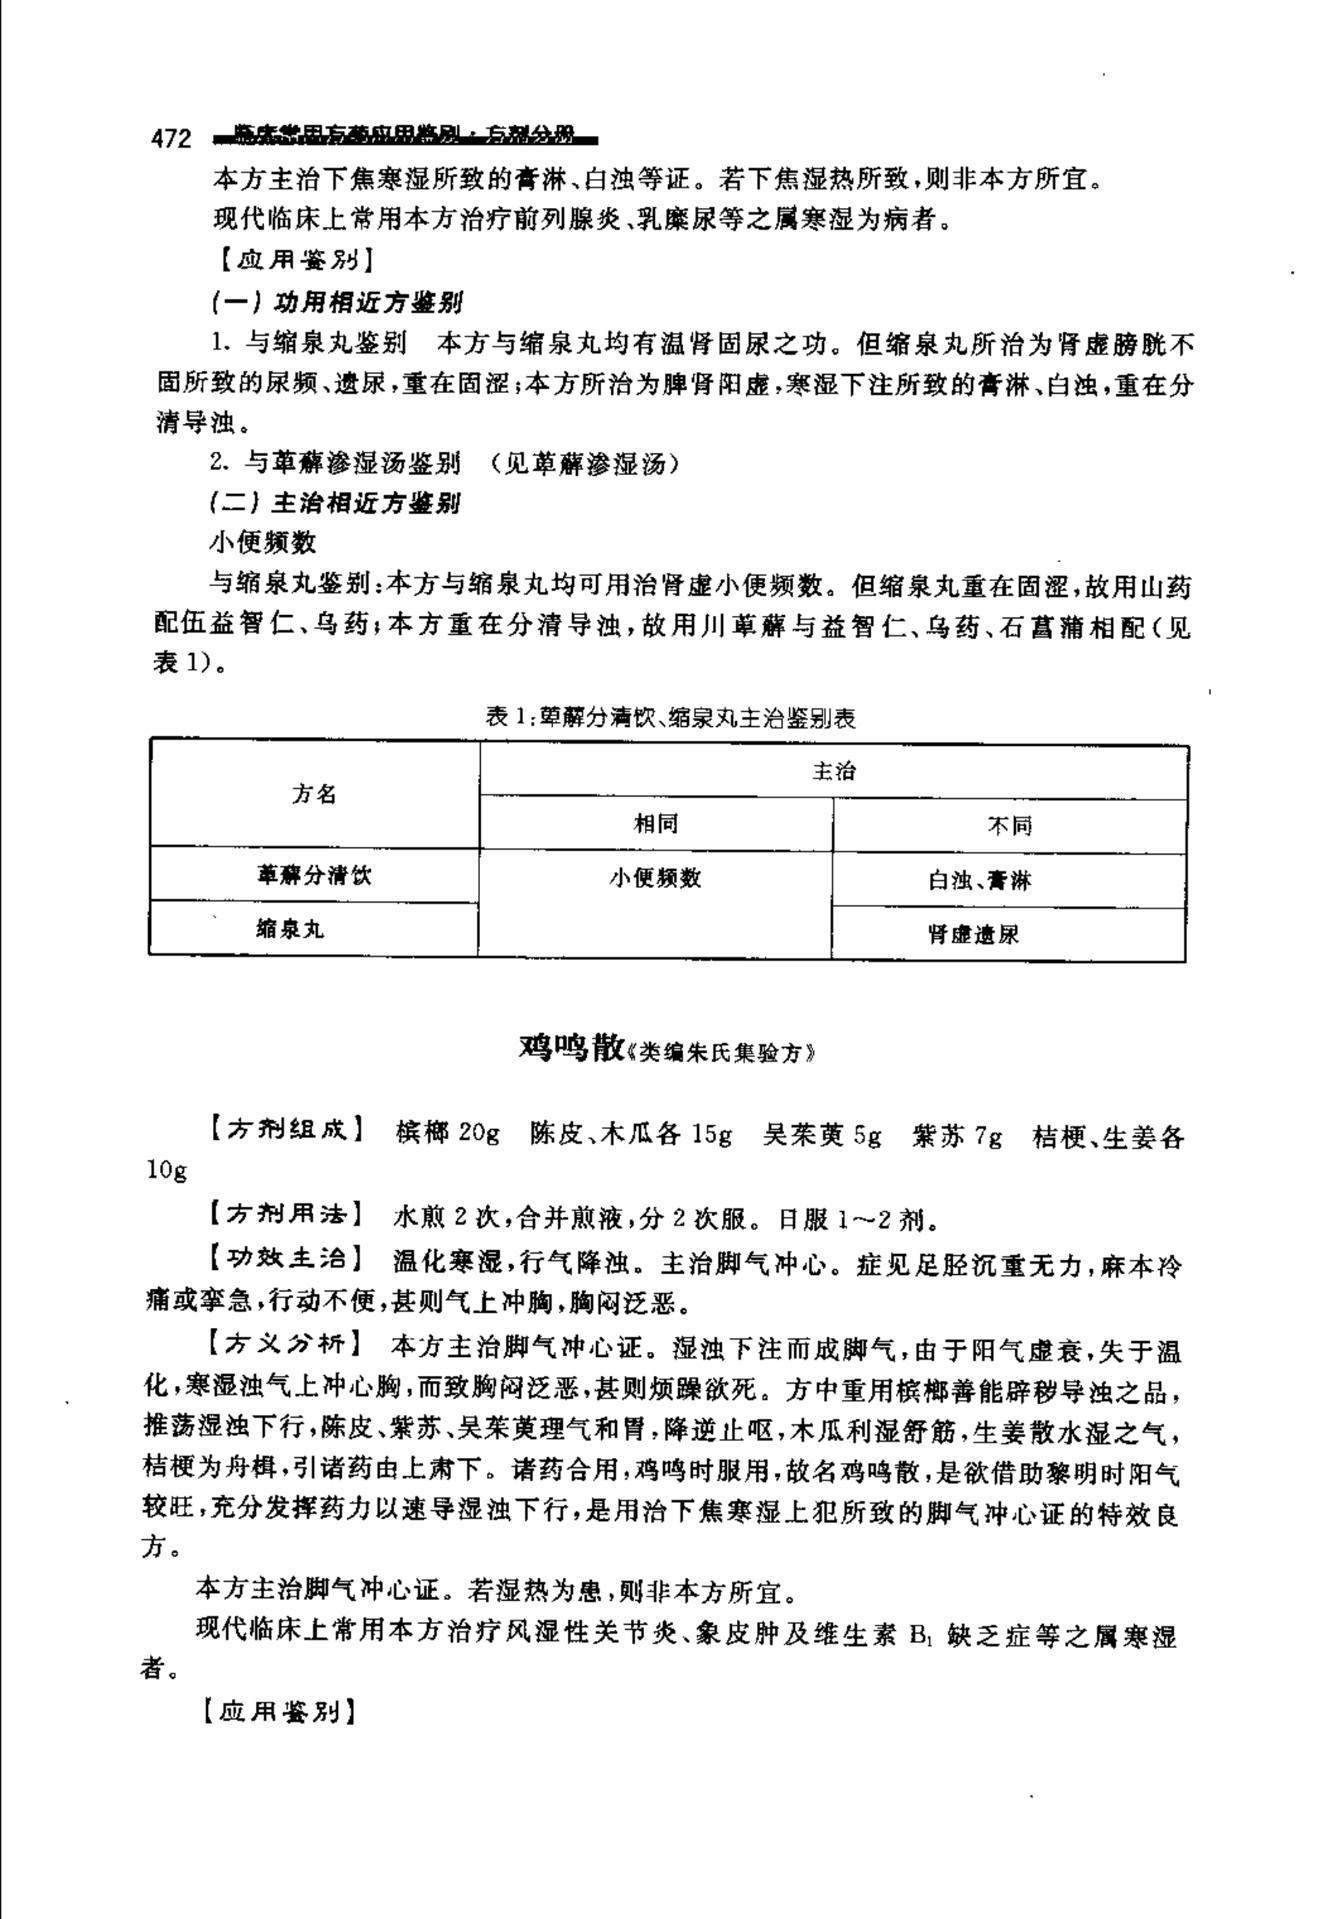 472 临床常用方药应用鉴别·方剂分册
本方主治下焦寒湿所致的膏淋、白浊等证。若下焦湿热所致,则非本方所宜。
现代临床上常用本方治疗前列腺炎、乳糜尿等之属寒湿为病者。
【应用鉴别】
(一)功用相近方鉴别
1. 与缩泉丸鉴别 本方与缩泉丸均有温肾固尿之功。但缩泉丸所治为肾虚膀胱不
固所致的尿频、遗尿,重在固涩;本方所治为脾肾阳虚,寒湿下注所致的膏淋、白浊,重在分
清导浊。
2. 与萆薢渗湿汤鉴别 (见萆薢渗湿汤)
(二)主治相近方鉴别
小便频数
与缩泉丸鉴别:本方与缩泉丸均可用治肾虚小便频数。但缩泉丸重在固涩,故用山药
配伍益智仁、乌药;本方重在分清导浊,故用川萆薢与益智仁、乌药、石菖蒲相配(见
表 1)。
表 1:萆薢分清饮、缩泉丸主治鉴别表
方名 主治
相同 不同
萆薢分清饮 小便频数 白浊、膏淋
缩泉丸 肾虚遗尿
鸡鸣散《类编朱氏集验方》
【方剂组成】 槟榔 20g 陈皮、木瓜各 15g 吴茱萸 5g 紫苏 7g 桔梗、生姜各
10g
【方剂用法】 水煎 2 次,合并煎液,分 2 次服。日服 1～2 剂。
【功效主治】 温化寒湿,行气降浊。主治脚气冲心。症见足胫沉重无力,麻本冷
痛或挛急,行动不便,甚则气上冲胸,胸闷泛恶。
【方义分析】 本方主治脚气冲心证。湿浊下注而成脚气,由于阳气虚衰,失于温
化,寒湿浊气上冲心胸,而致胸闷泛恶,甚则烦躁欲死。方中重用槟榔善能辟秽导浊之品,
推荡湿浊下行,陈皮、紫苏、吴茱萸理气和胃,降逆止呕,木瓜利湿舒筋,生姜散水湿之气,
桔梗为舟楫,引诸药由上肃下。诸药合用,鸡鸣时服用,故名鸡鸣散,是欲借助黎明时阳气
较旺,充分发挥药力以速导湿浊下行,是用治下焦寒湿上犯所致的脚气冲心证的特效良
方。
本方主治脚气冲心证。若湿热为患,则非本方所宜。
现代临床上常用本方治疗风湿性关节炎、象皮肿及维生素 B₁ 缺乏症等之属寒湿
者。
【应用鉴别】